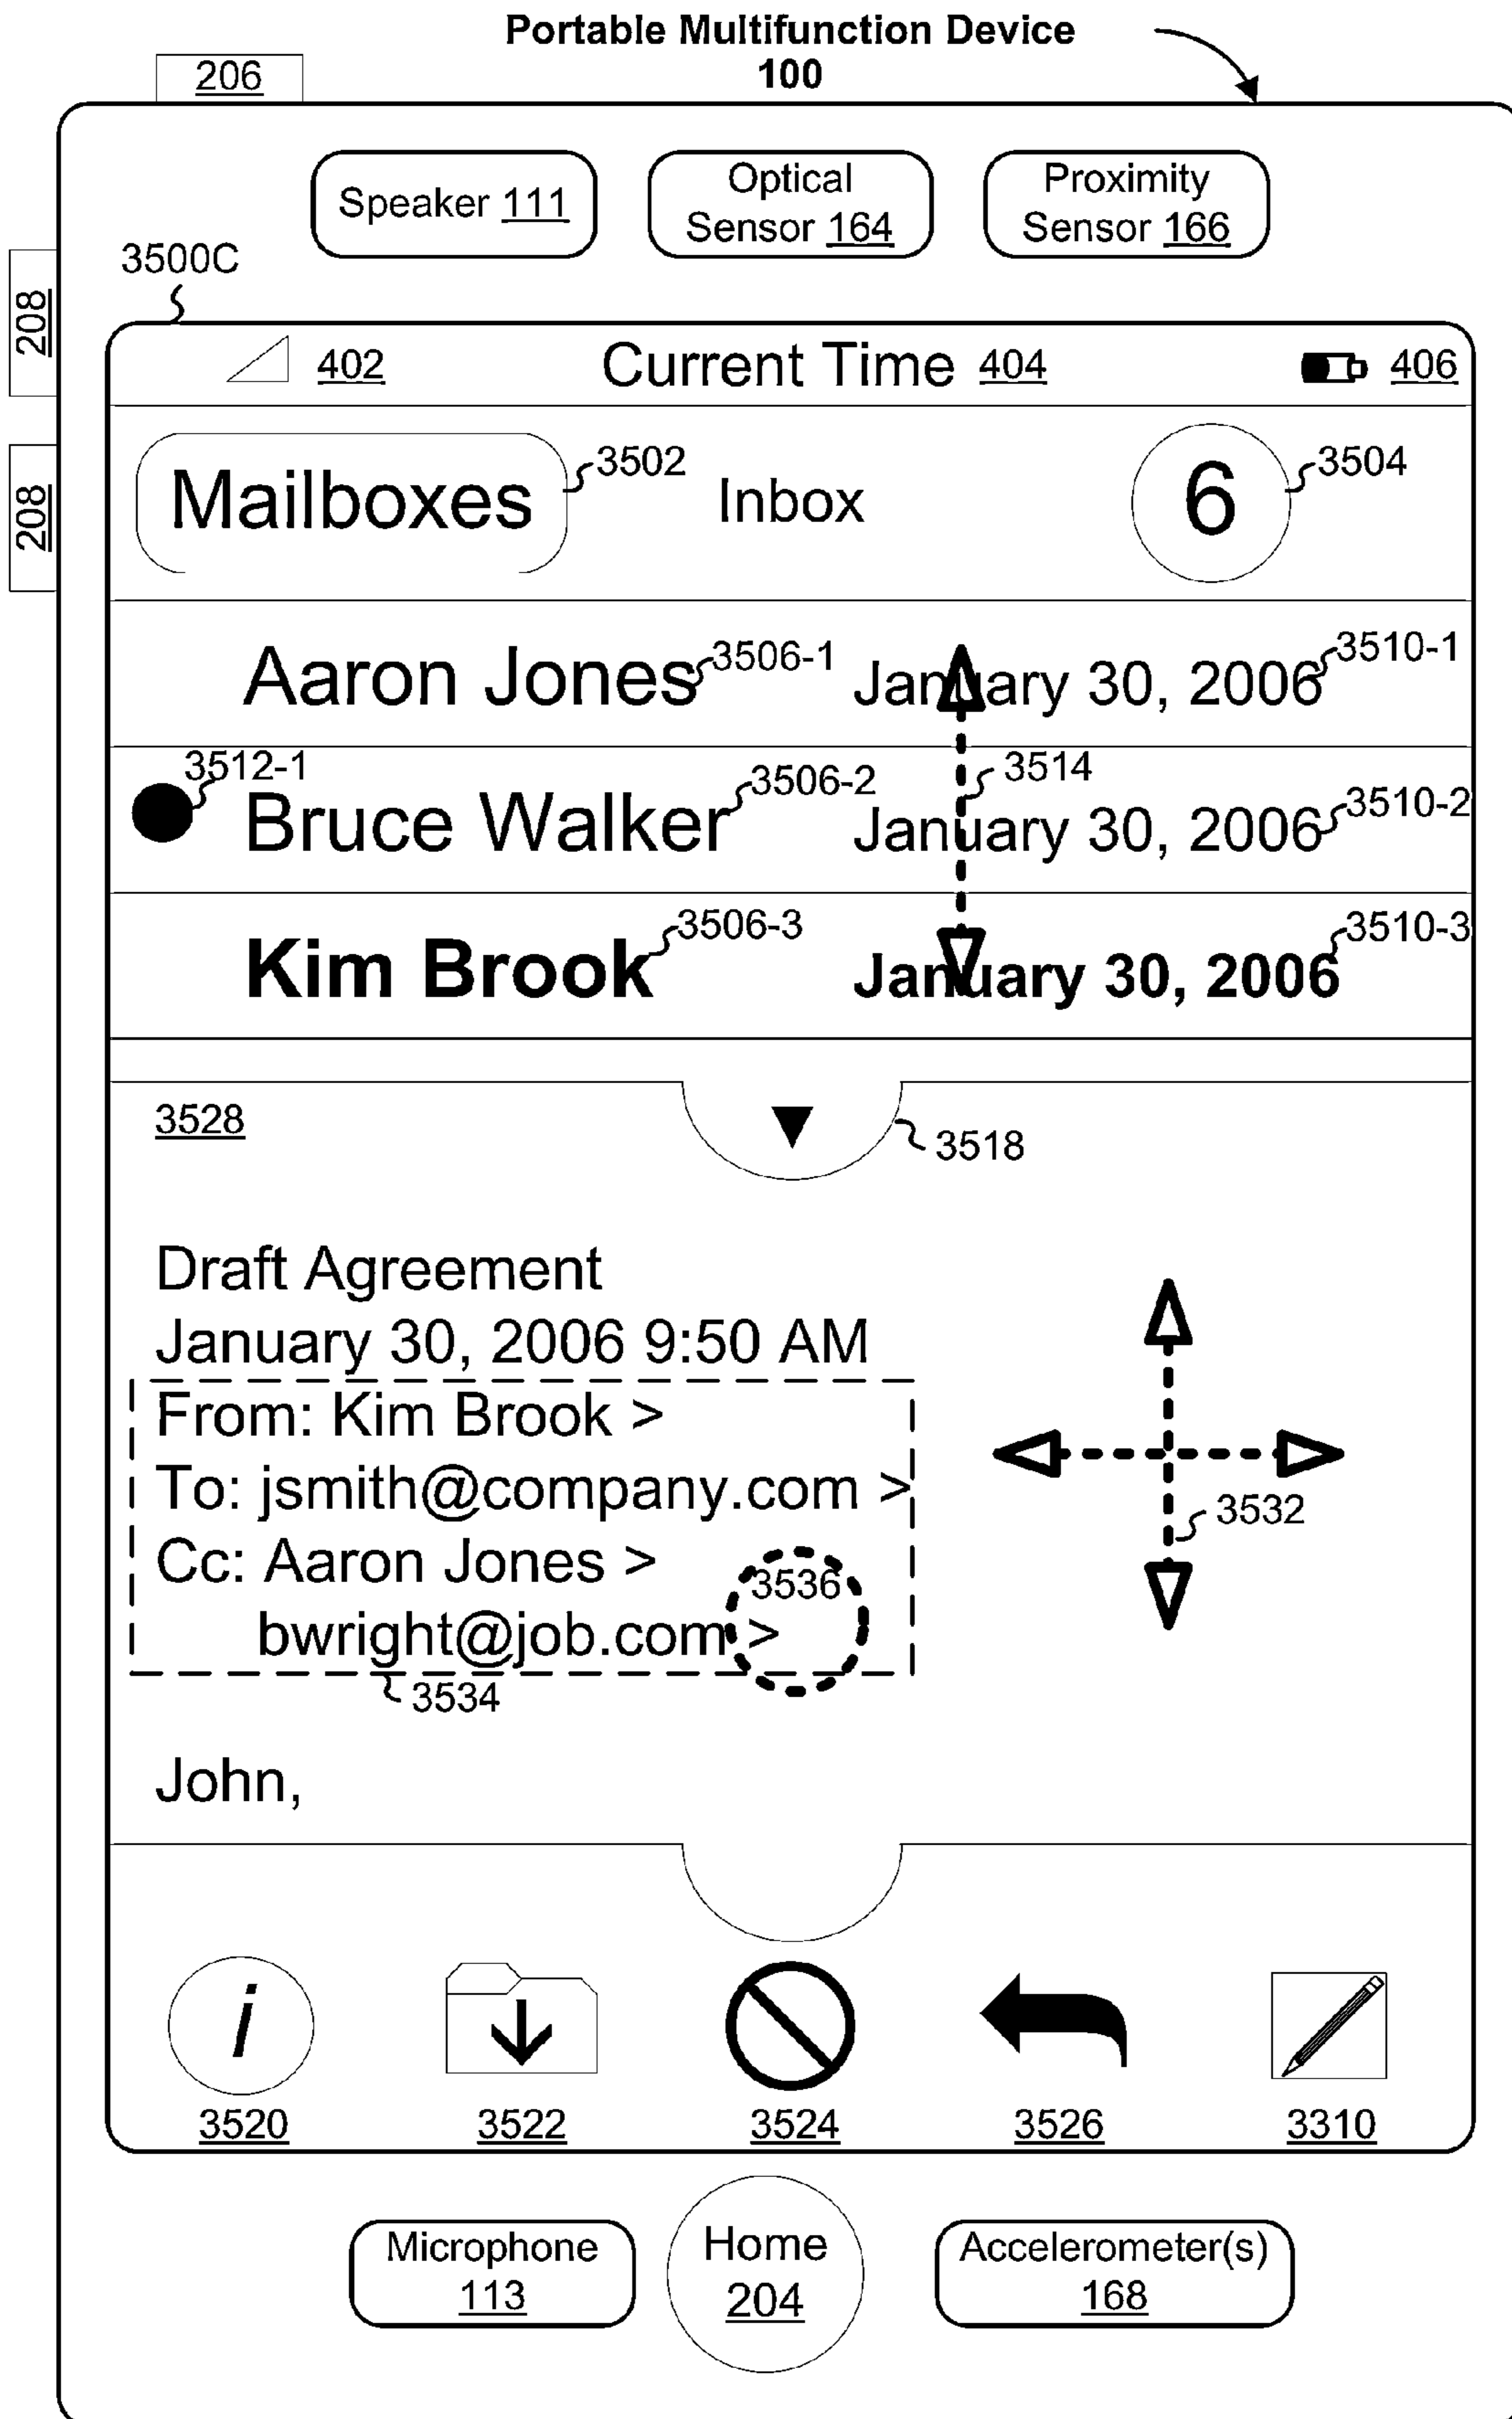 Portable Multifunction Device
100
206
Speaker 111
Optical
Sensor 164
Proximity
Sensor 166
3500C
208
208
402 Current Time 404 406
Mailboxes 3502 Inbox 6 3504
Aaron Jones 3506-1 January 30, 2006 3510-1
3512-1 Bruce Walker 3506-2 3514 January 30, 2006 3510-2
Kim Brook 3506-3 January 30, 2006 3510-3
3528
3518
Draft Agreement
January 30, 2006 9:50 AM
From: Kim Brook >
To: jsmith@company.com >
3532
Cc: Aaron Jones >
3536
bwright@job.com >
3534
John,
i
3520 3522 3524 3526 3310
Microphone
113
Home
204
Accelerometer(s)
168